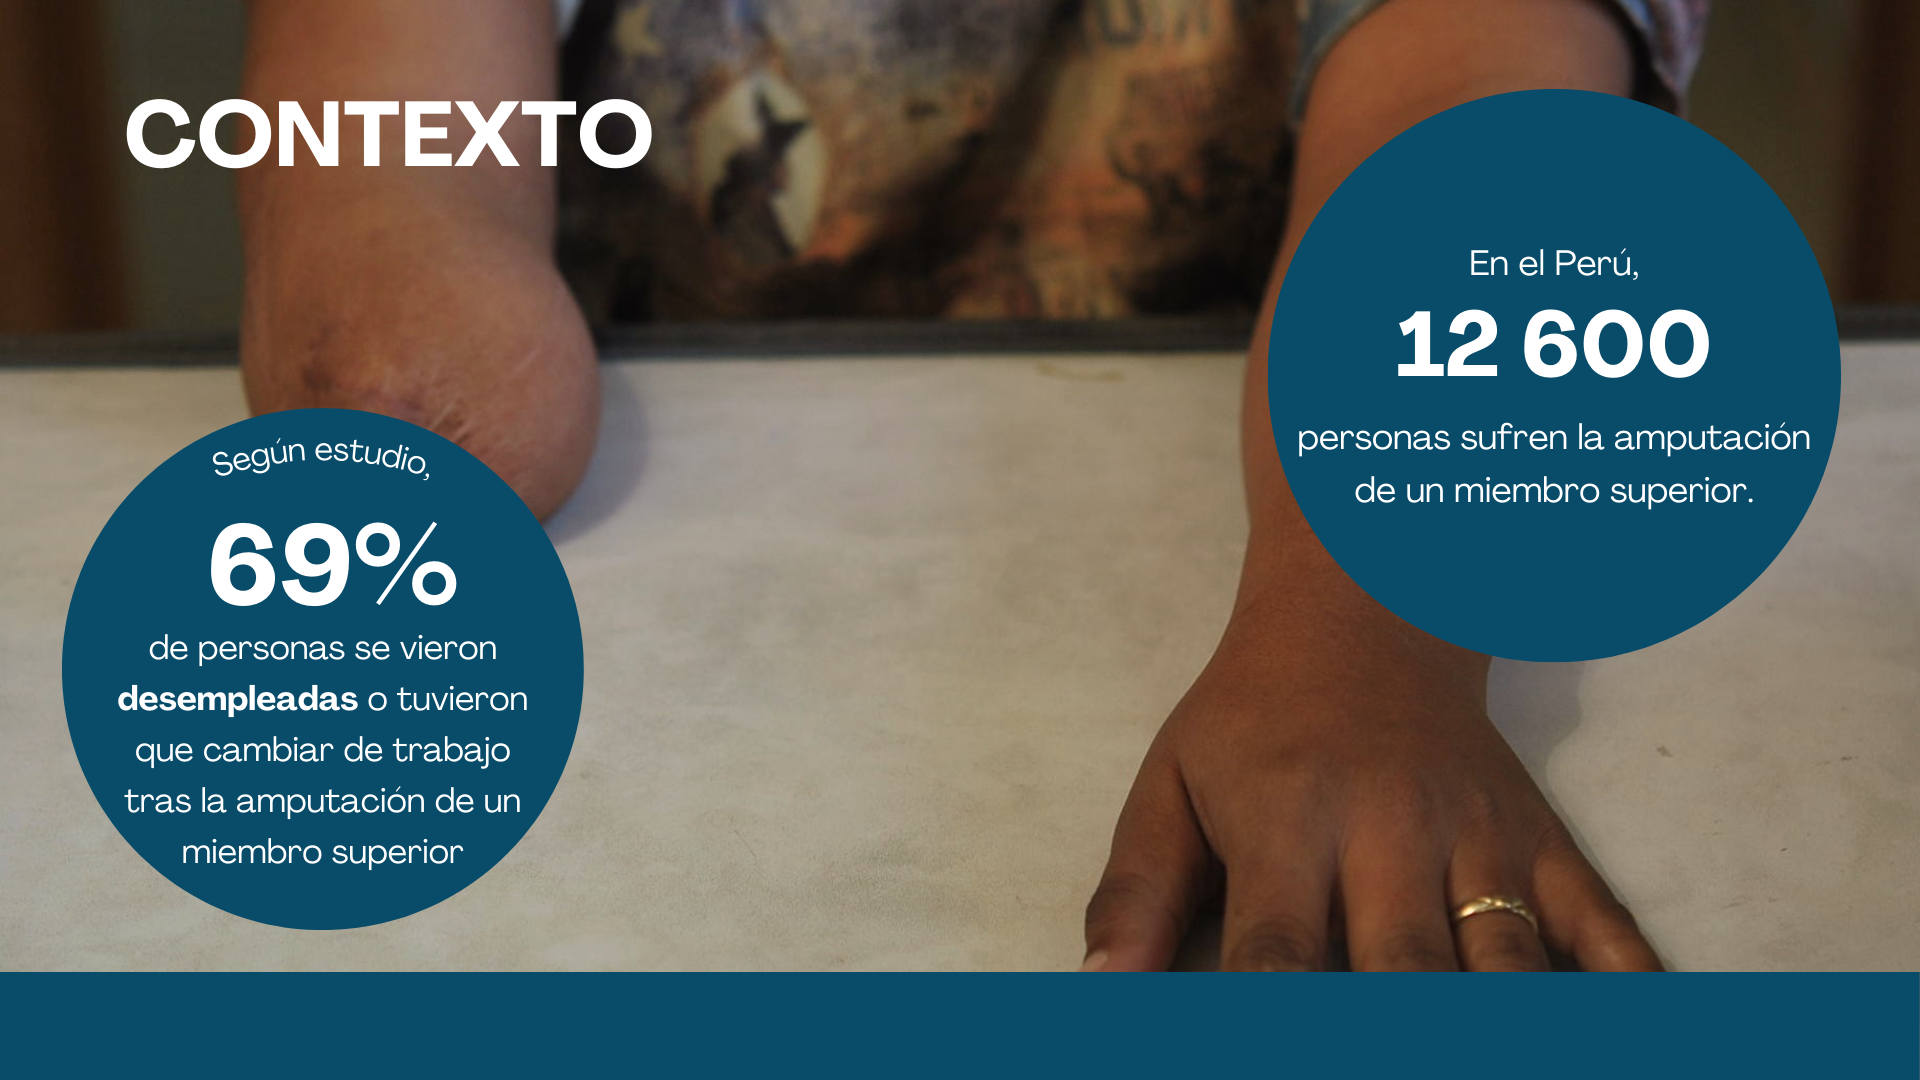 CONTEXTO
En el Perú,
12 600
personas sufren la amputación
de un miembro superior.
Según estudio,
69%
de personas se vieron
desempleadas o tuvieron
que cambiar de trabajo
tras la amputación de un
miembro superior